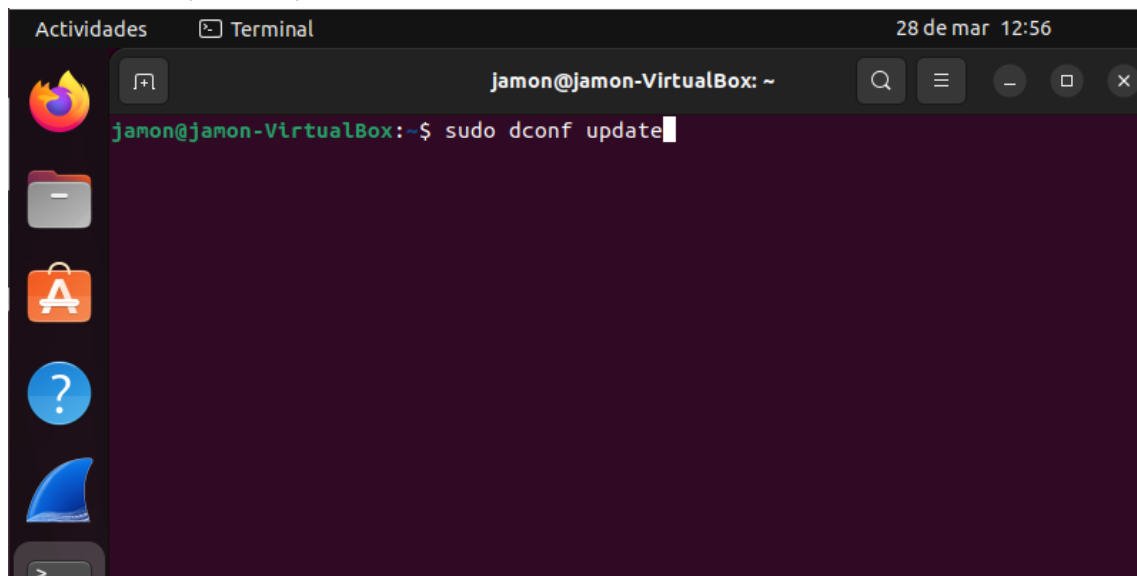 Actividades Terminal 28 de mar 12:56
jamon@jamon-VirtualBox: ~
jamon@jamon-VirtualBox:~$ sudo dconf update